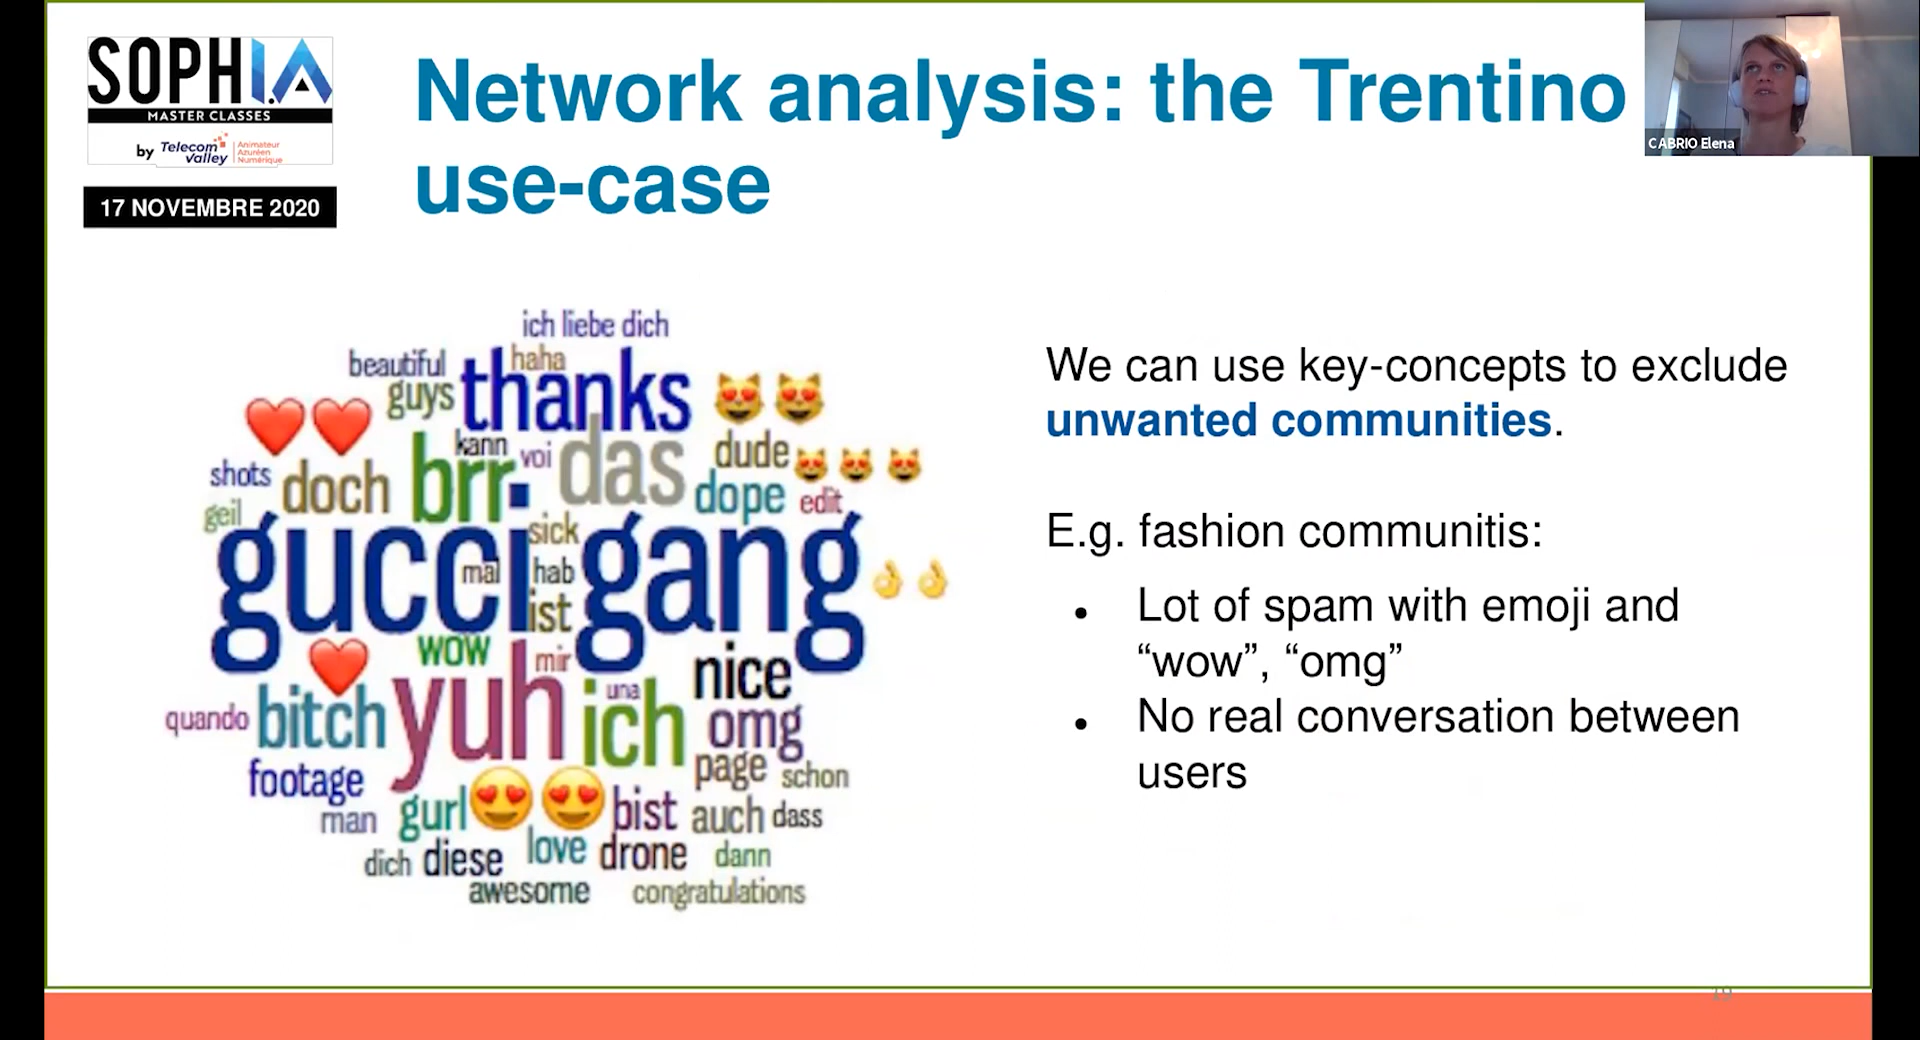 SOPHI.A
MASTER CLASSES
by Telecom Valley
Animateur
Azuréen
Numérique
17 NOVEMBRE 2020
Network analysis: the Trentino
use-case
CABRIO Elena
ich liebe dich
beautiful haha
guys thanks
kann voi das dude
shots doch brr dope edit
geil sick
gucci gang
mal hab
ist
wow mir nice
una
quando bitch yuh ich omg
footage page schon
man gurl bist auch dass
dich diese love drone dann
awesome congratulations
We can use key-concepts to exclude
unwanted communities.
E.g. fashion communitis:
• Lot of spam with emoji and
“wow”, “omg”
• No real conversation between
users
19